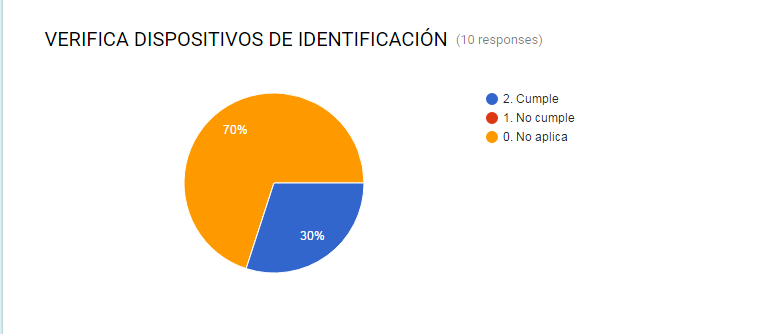 VERIFICA DISPOSITIVOS DE IDENTIFICACIÓN (10 responses)
2. Cumple
1. No cumple
0. No aplica
70%
30%